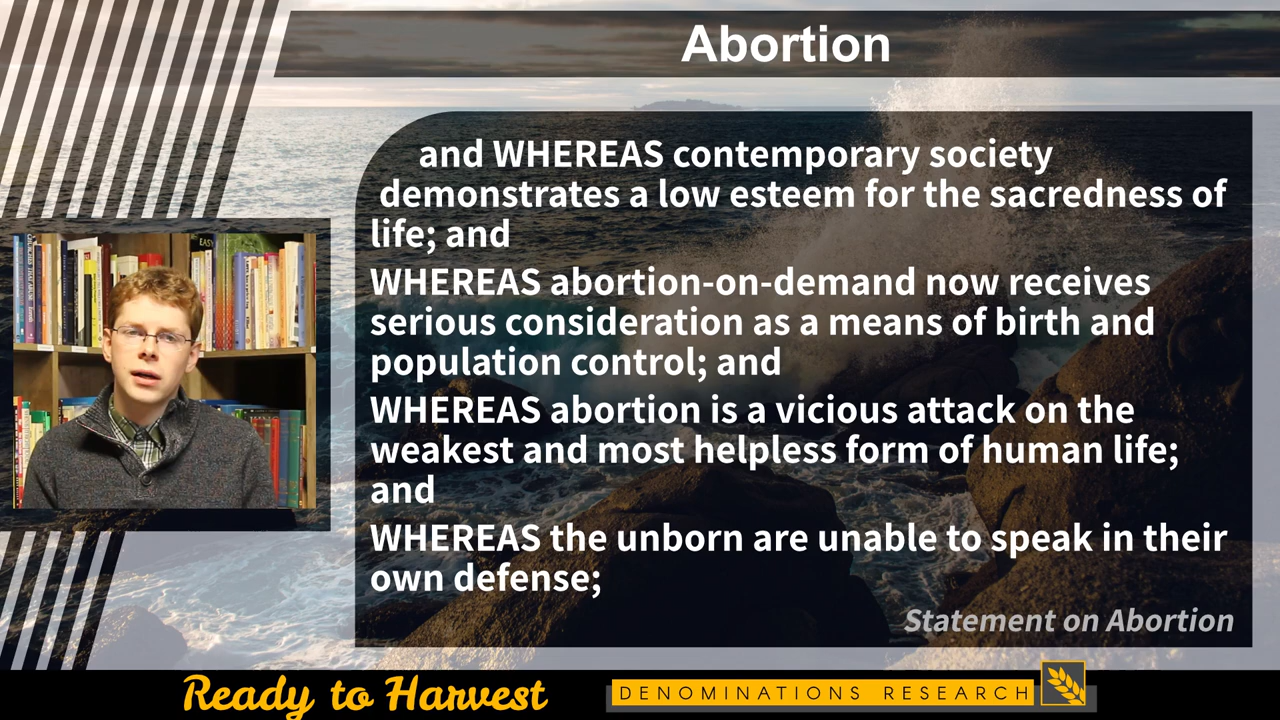 Abortion
and WHEREAS contemporary society
demonstrates a low esteem for the sacredness of
life; and
WHEREAS abortion-on-demand now receives
serious consideration as a means of birth and
population control; and
WHEREAS abortion is a vicious attack on the
weakest and most helpless form of human life;
and
WHEREAS the unborn are unable to speak in their
own defense;
Statement on Abortion
EASY
Ready to Harvest
DENOMINATIONS RESEARCH